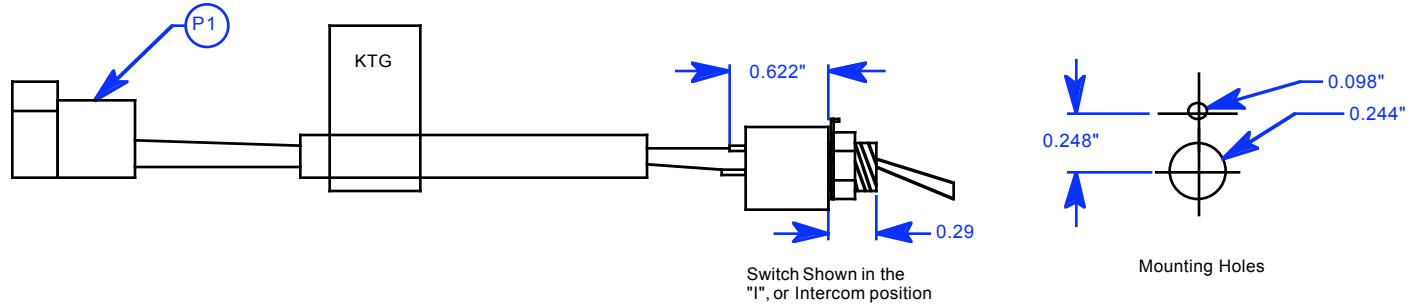 P1
KTG
0.622"
0.098"
0.244"
0.248"
0.29
Switch Shown in the
"I", or Intercom position
Mounting Holes